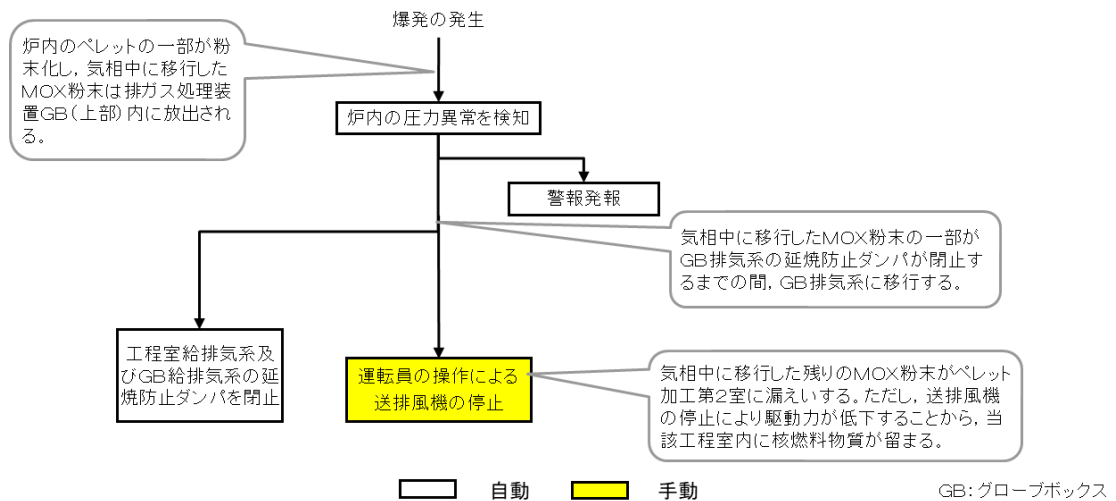 爆発の発生
炉内のペレットの一部が粉
末化し，気相中に移行した
MOX粉末は排ガス処理装
置GB（上部）内に放出され
る。
炉内の圧力異常を検知
警報発報
気相中に移行したMOX粉末の一部が
GB排気系の延焼防止ダンパが閉止す
るまでの間，GB排気系に移行する。
工程室給排気系及
びGB給排気系の延
焼防止ダンパを閉止
運転員の操作による
送排風機の停止
気相中に移行した残りのMOX粉末がペレット
加工第2室に漏えいする。ただし，送排風機
の停止により駆動力が低下することから，当
該工程室内に核燃料物質が留まる。
自動
手動
GB：グローブボックス